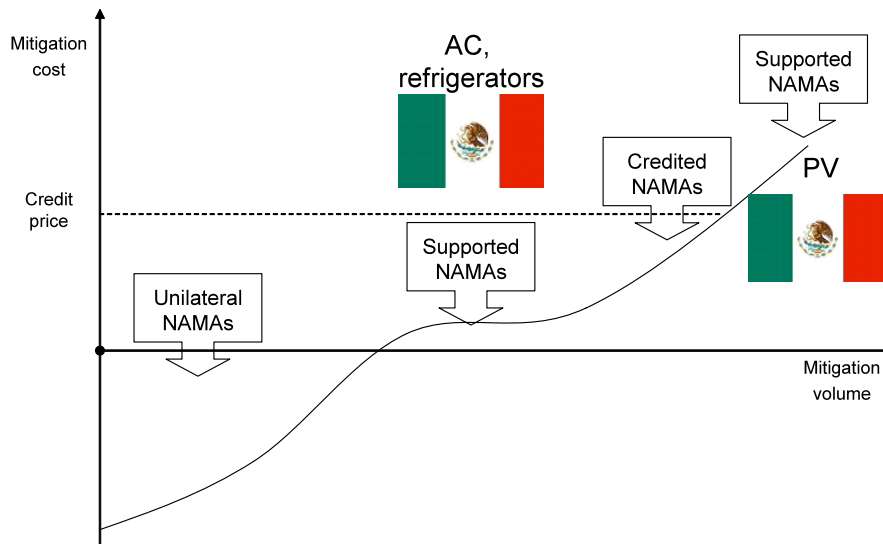 Mitigation
cost
AC,
refrigerators
Supported
NAMAs
Credited
NAMAs
PV
Credit
price
Supported
NAMAs
Unilateral
NAMAs
Mitigation
volume